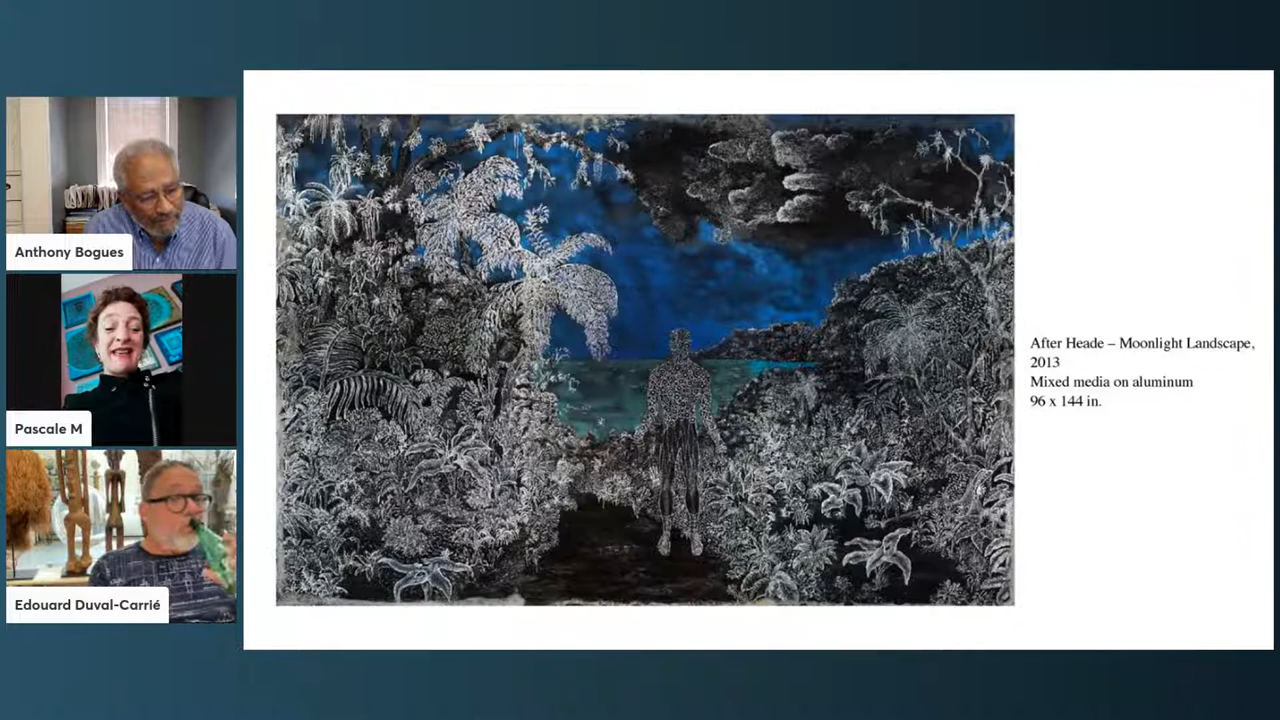 Anthony Bogues
Pascale M
Edouard Duval-Carrié
After Heade – Moonlight Landscape,
2013
Mixed media on aluminum
96 x 144 in.